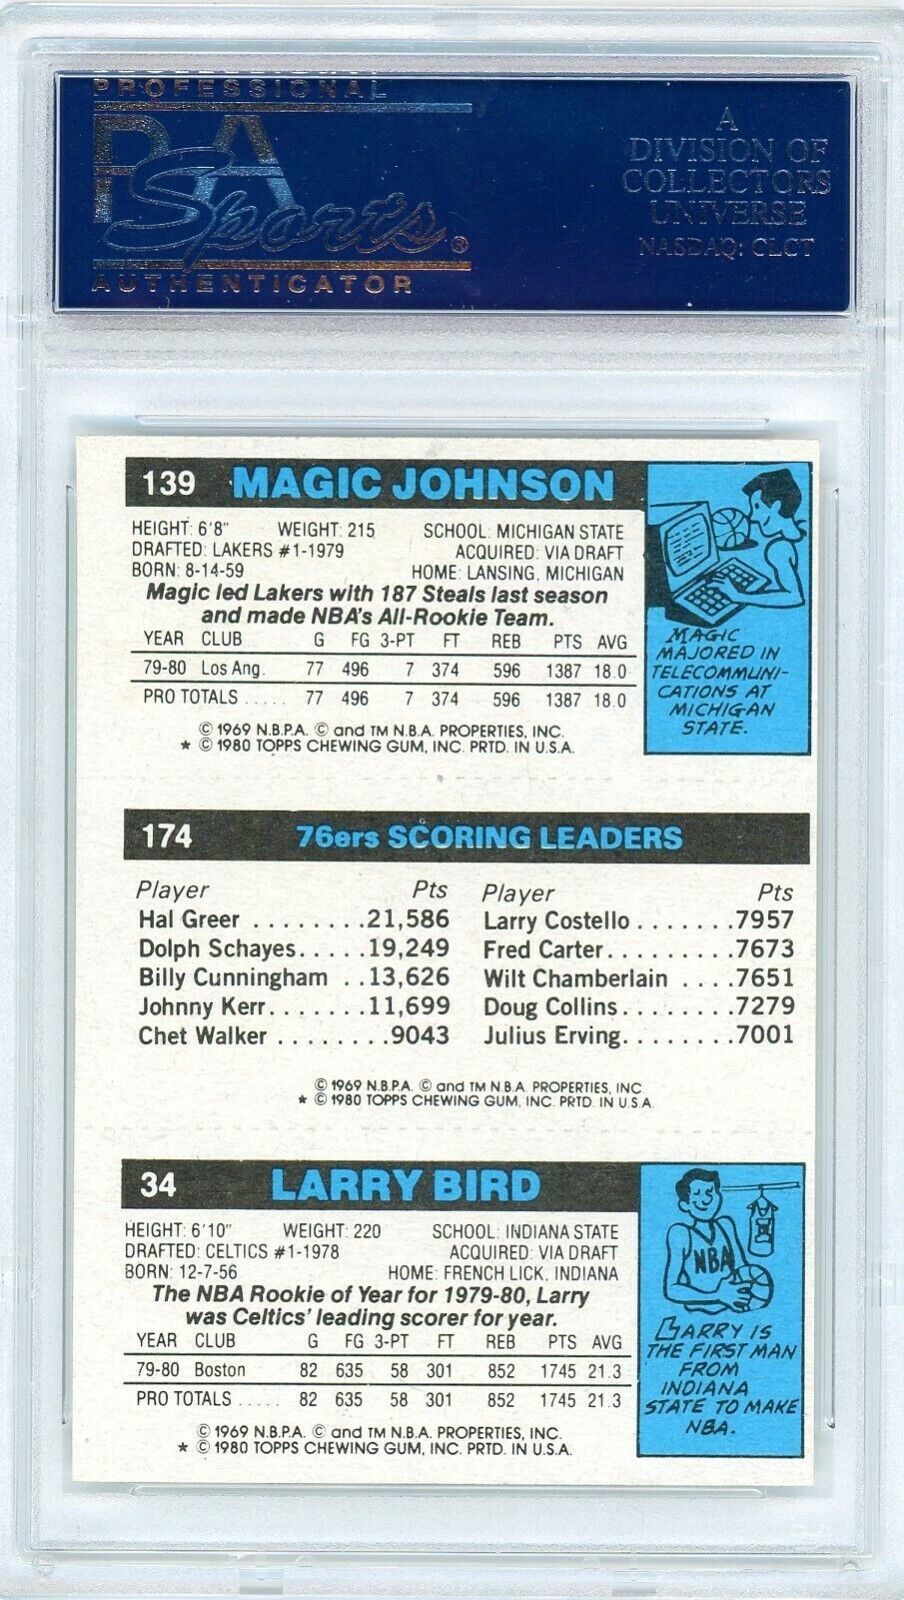 PROFESSIONAL
PSA
Sports®
AUTHENTICATOR
A
DIVISION OF
COLLECTORS
UNIVERSE
NASDAQ: CLCT
139 MAGIC JOHNSON
HEIGHT: 6'8" WEIGHT: 215 SCHOOL: MICHIGAN STATE
DRAFTED: LAKERS #1-1979 ACQUIRED: VIA DRAFT
BORN: 8-14-59 HOME: LANSING, MICHIGAN
Magic led Lakers with 187 Steals last season
and made NBA's All-Rookie Team.
YEAR CLUB G FG 3-PT FT REB PTS AVG
79-80 Los Ang. 77 496 7 374 596 1387 18.0
PRO TOTALS ..... 77 496 7 374 596 1387 18.0
© 1969 N.B.P.A. © and TM N.B.A. PROPERTIES, INC.
★ © 1980 TOPPS CHEWING GUM, INC. PRTD. IN U.S.A.
MAGIC
MAJORED IN
TELECOMMUNI-
CATIONS AT
MICHIGAN
STATE.
174 76ers SCORING LEADERS
Player Pts Player Pts
Hal Greer ........21,586 Larry Costello .......7957
Dolph Schayes.....19,249 Fred Carter.........7673
Billy Cunningham ..13,626 Wilt Chamberlain ....7651
Johnny Kerr.......11,699 Doug Collins........7279
Chet Walker ........9043 Julius Erving........7001
© 1969 N.B.P.A. © and TM N.B.A. PROPERTIES, INC
★ © 1980 TOPPS CHEWING GUM, INC. PRTD. IN U.S.A
34 LARRY BIRD
HEIGHT: 6'10" WEIGHT: 220 SCHOOL: INDIANA STATE
DRAFTED: CELTICS #1-1978 ACQUIRED: VIA DRAFT
BORN: 12-7-56 HOME: FRENCH LICK, INDIANA
The NBA Rookie of Year for 1979-80, Larry
was Celtics' leading scorer for year.
YEAR CLUB G FG 3-PT FT REB PTS AVG
79-80 Boston 82 635 58 301 852 1745 21.3
PRO TOTALS ..... 82 635 58 301 852 1745 21.3
© 1969 N.B.P.A. © and TM N.B.A. PROPERTIES, INC.
★ © 1980 TOPPS CHEWING GUM, INC. PRTD. IN U.S.A.
NBA
LARRY IS
THE FIRST MAN
FROM
INDIANA
STATE TO MAKE
NBA.